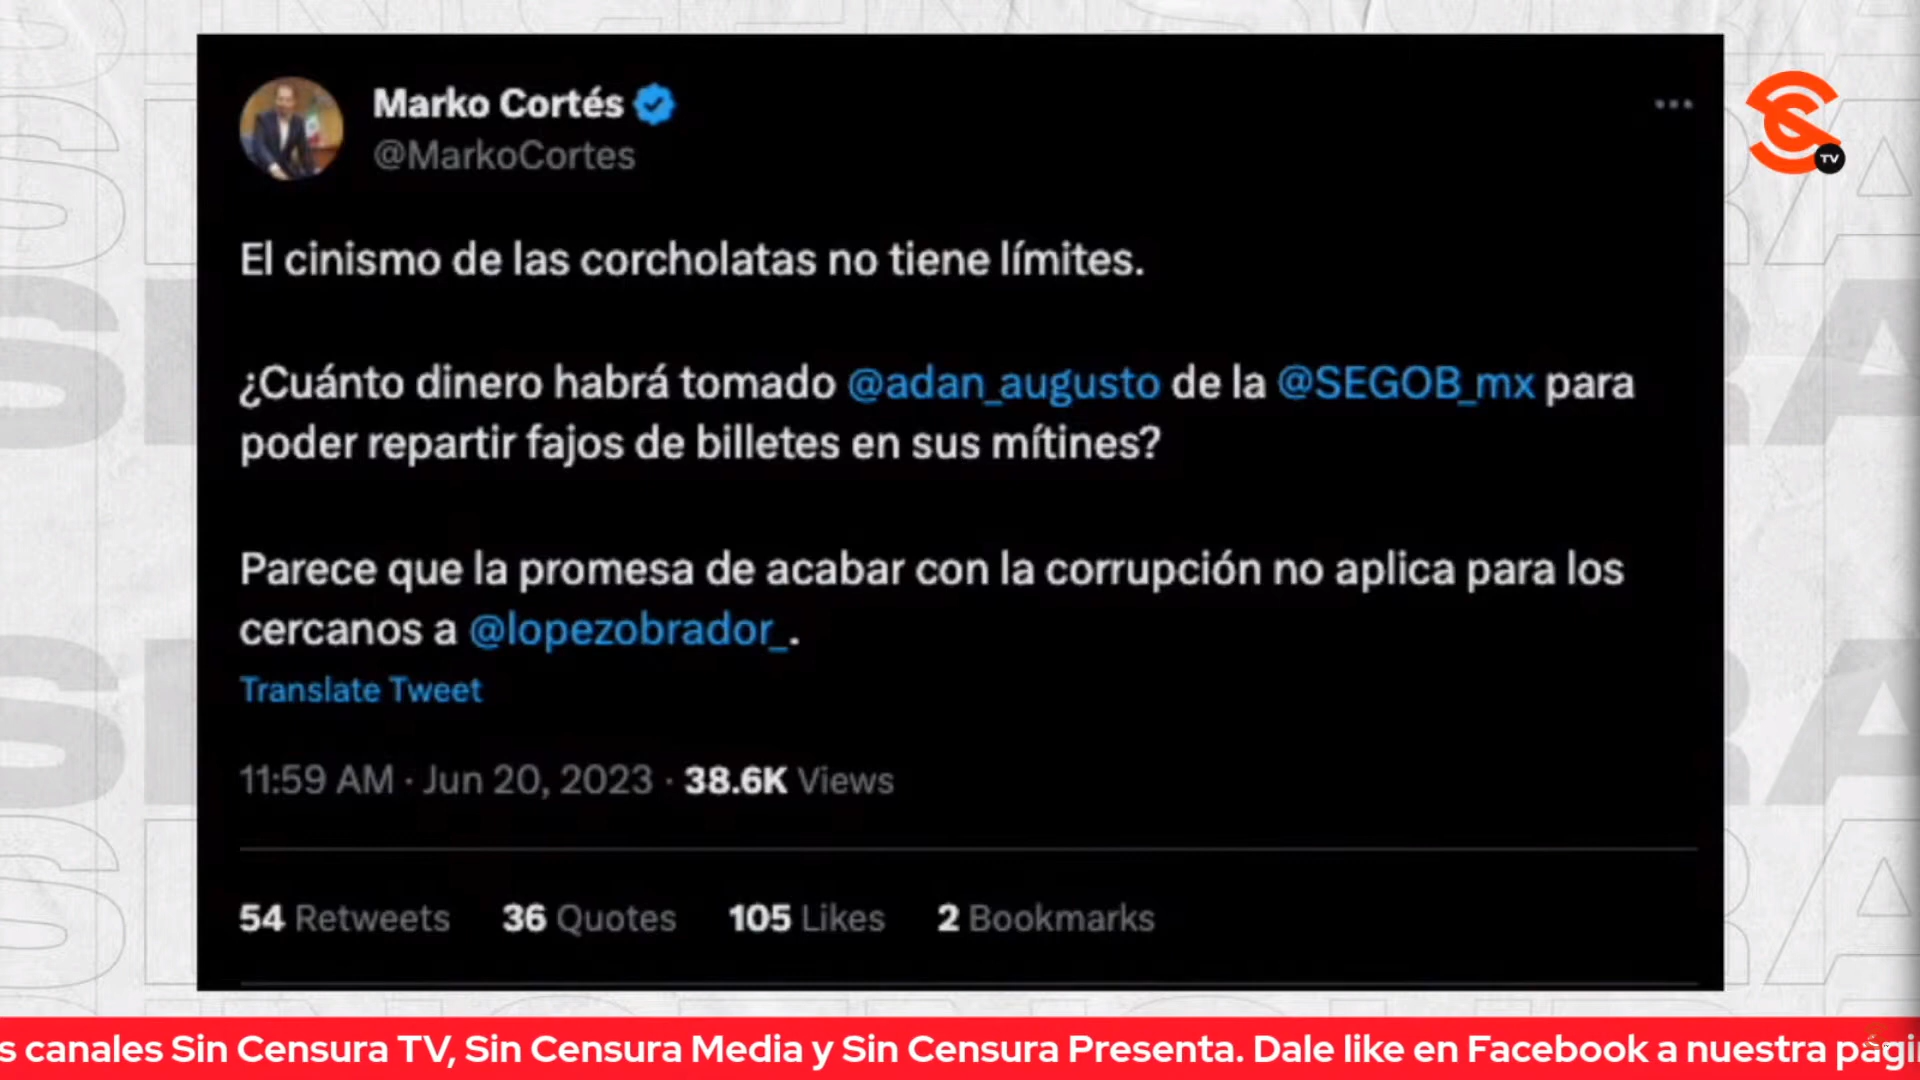 Marko Cortés
@MarkoCortes
TV
El cinismo de las corcholatas no tiene límites.
¿Cuánto dinero habrá tomado @adan_augusto de la @SEGOB_mx para
poder repartir fajos de billetes en sus mítines?
Parece que la promesa de acabar con la corrupción no aplica para los
cercanos a @lopezobrador_.
Translate Tweet
11:59 AM · Jun 20, 2023 · 38.6K Views
54 Retweets 36 Quotes 105 Likes 2 Bookmarks
s canales Sin Censura TV, Sin Censura Media y Sin Censura Presenta. Dale like en Facebook a nuestra pági